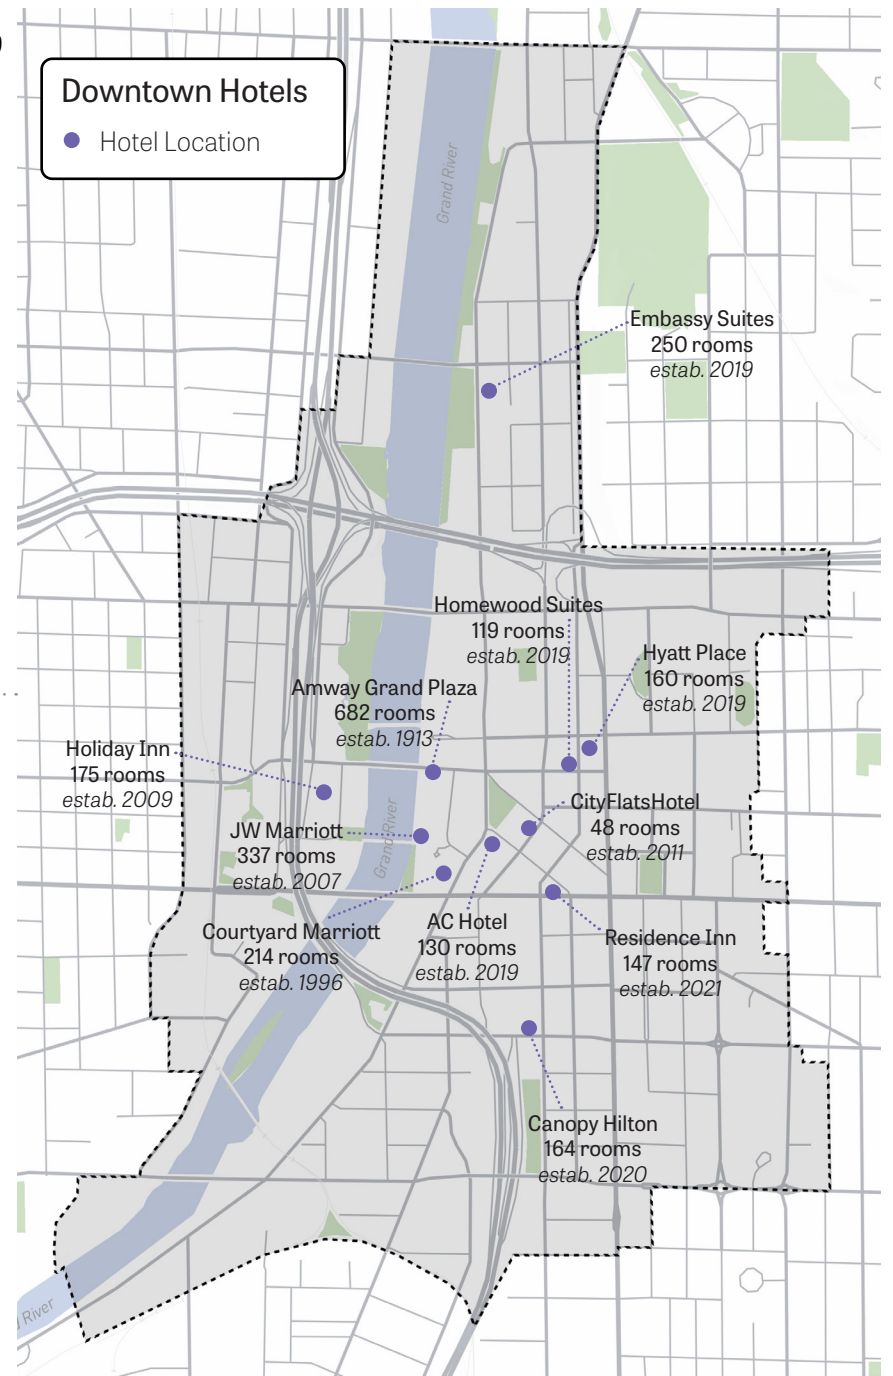 Downtown Hotels
Hotel Location
Grand River
Embassy Suites
250 rooms
estab. 2019
Homewood Suites
119 rooms
estab. 2019
Hyatt Place
160 rooms
estab. 2019
Amway Grand Plaza
682 rooms
estab. 1913
Holiday Inn
175 rooms
estab. 2009
CityFlatsHotel
48 rooms
estab. 2011
JW Marriott
337 rooms
estab. 2007
Grand River
Courtyard Marriott
214 rooms
estab. 1996
AC Hotel
130 rooms
estab. 2019
Residence Inn
147 rooms
estab. 2021
Canopy Hilton
164 rooms
estab. 2020
River